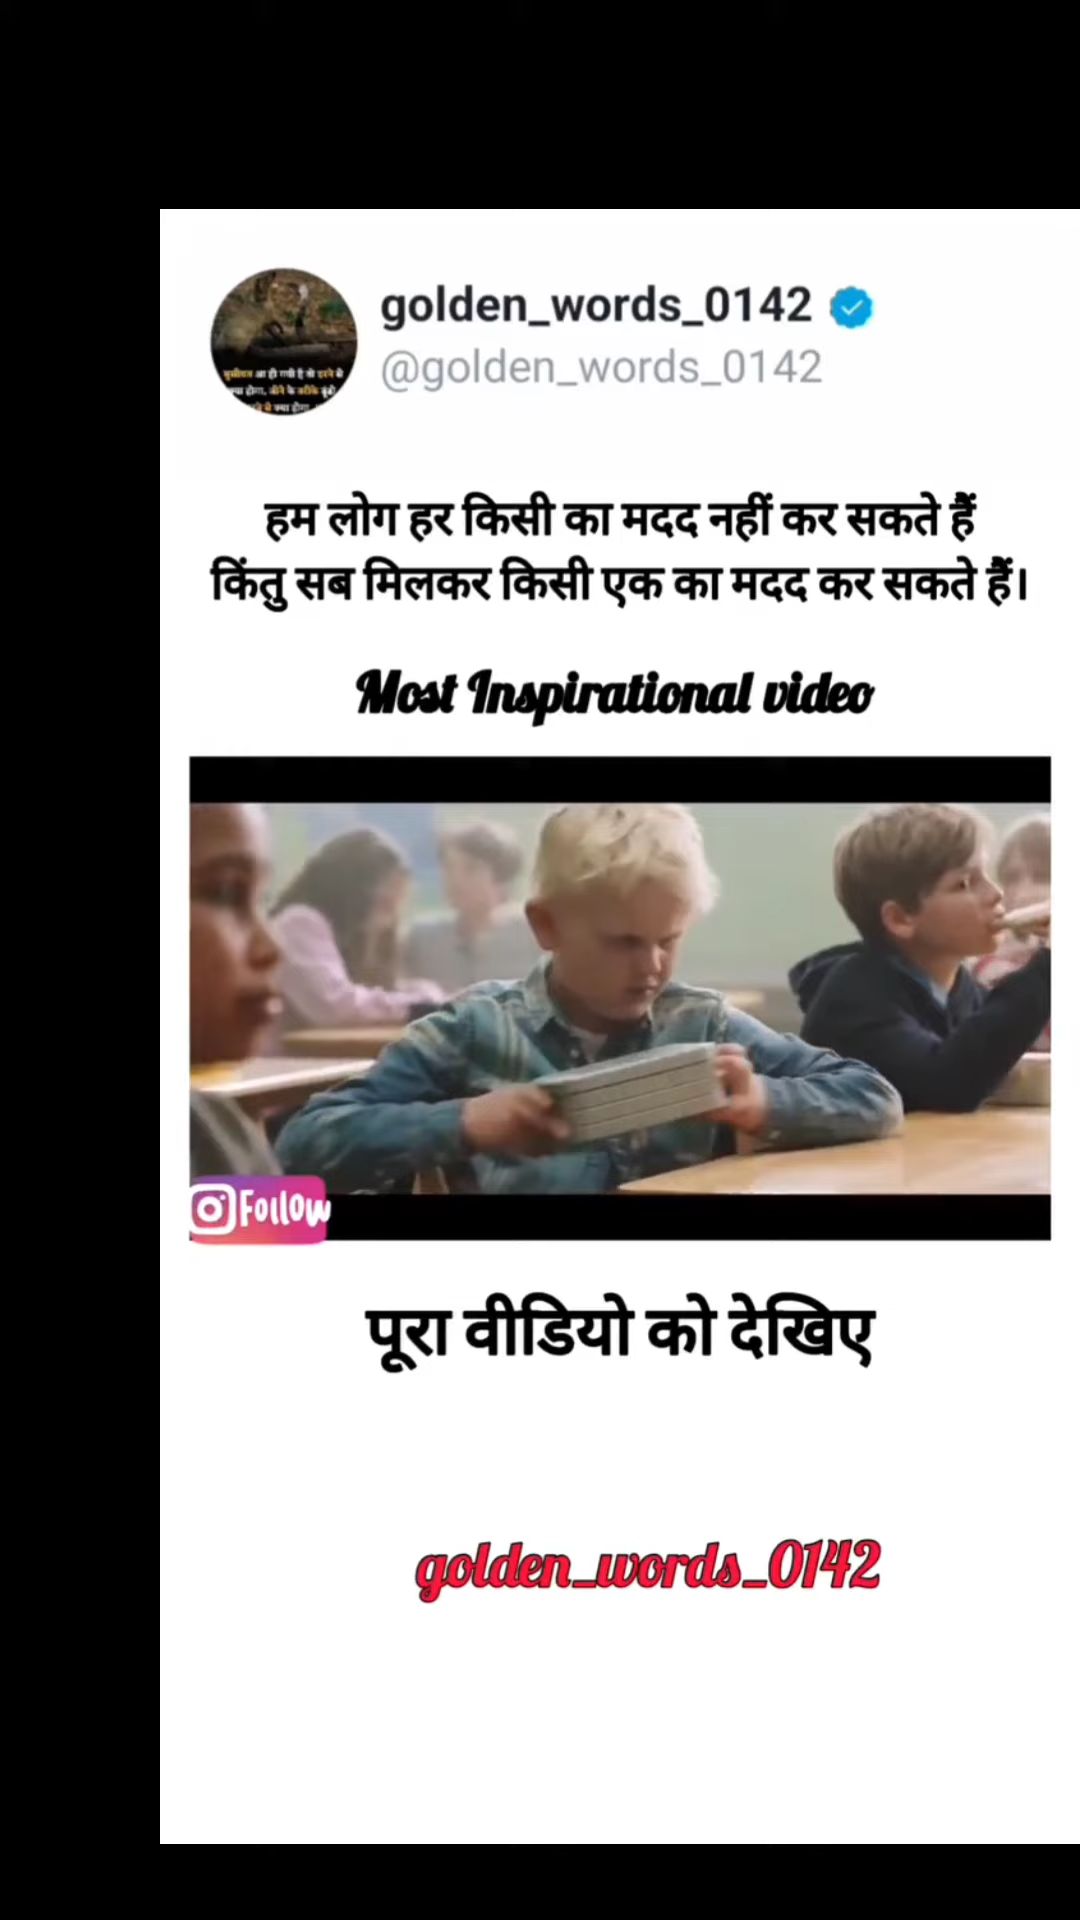 golden_words_0142
@golden_words_0142
हम लोग हर किसी का मदद नहीं कर सकते हैं
किंतु सब मिलकर किसी एक का मदद कर सकते हैं।
Most Inspirational video
Follow
पूरा वीडियो को देखिए
golden_words_0142